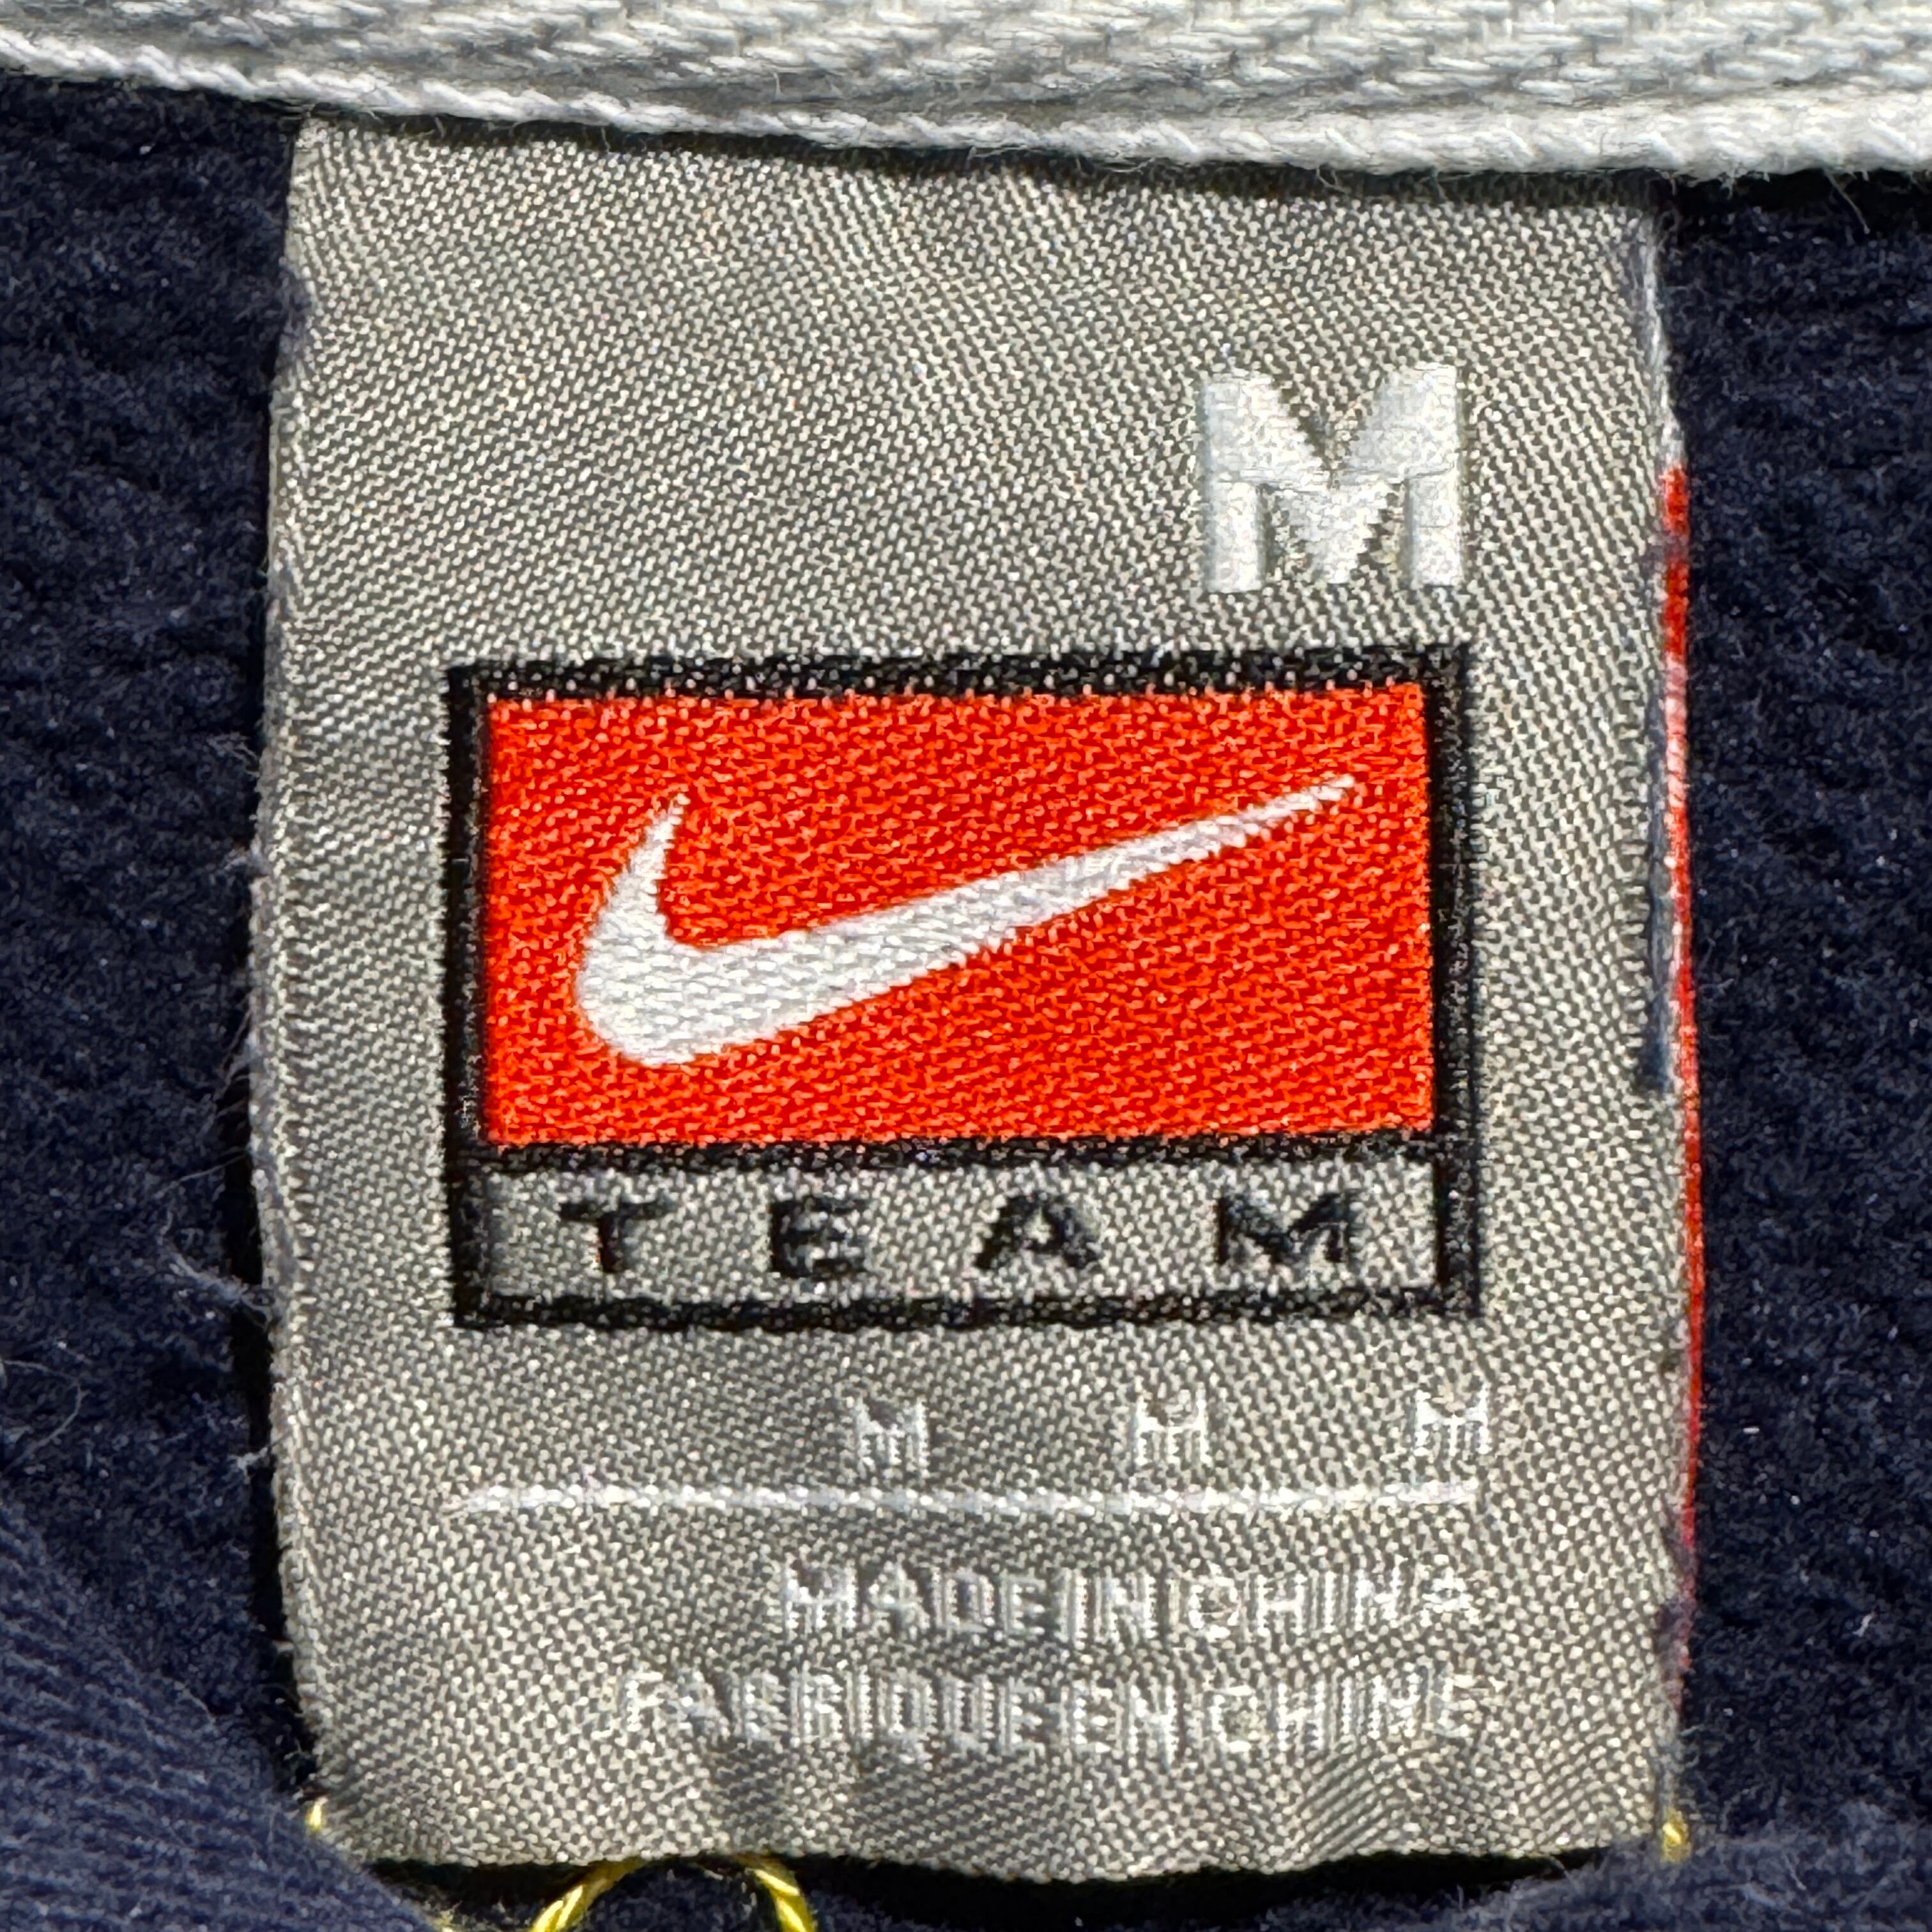 M
TEAM
M M M
MADE IN CHINA
FABRIQUE EN CHINE